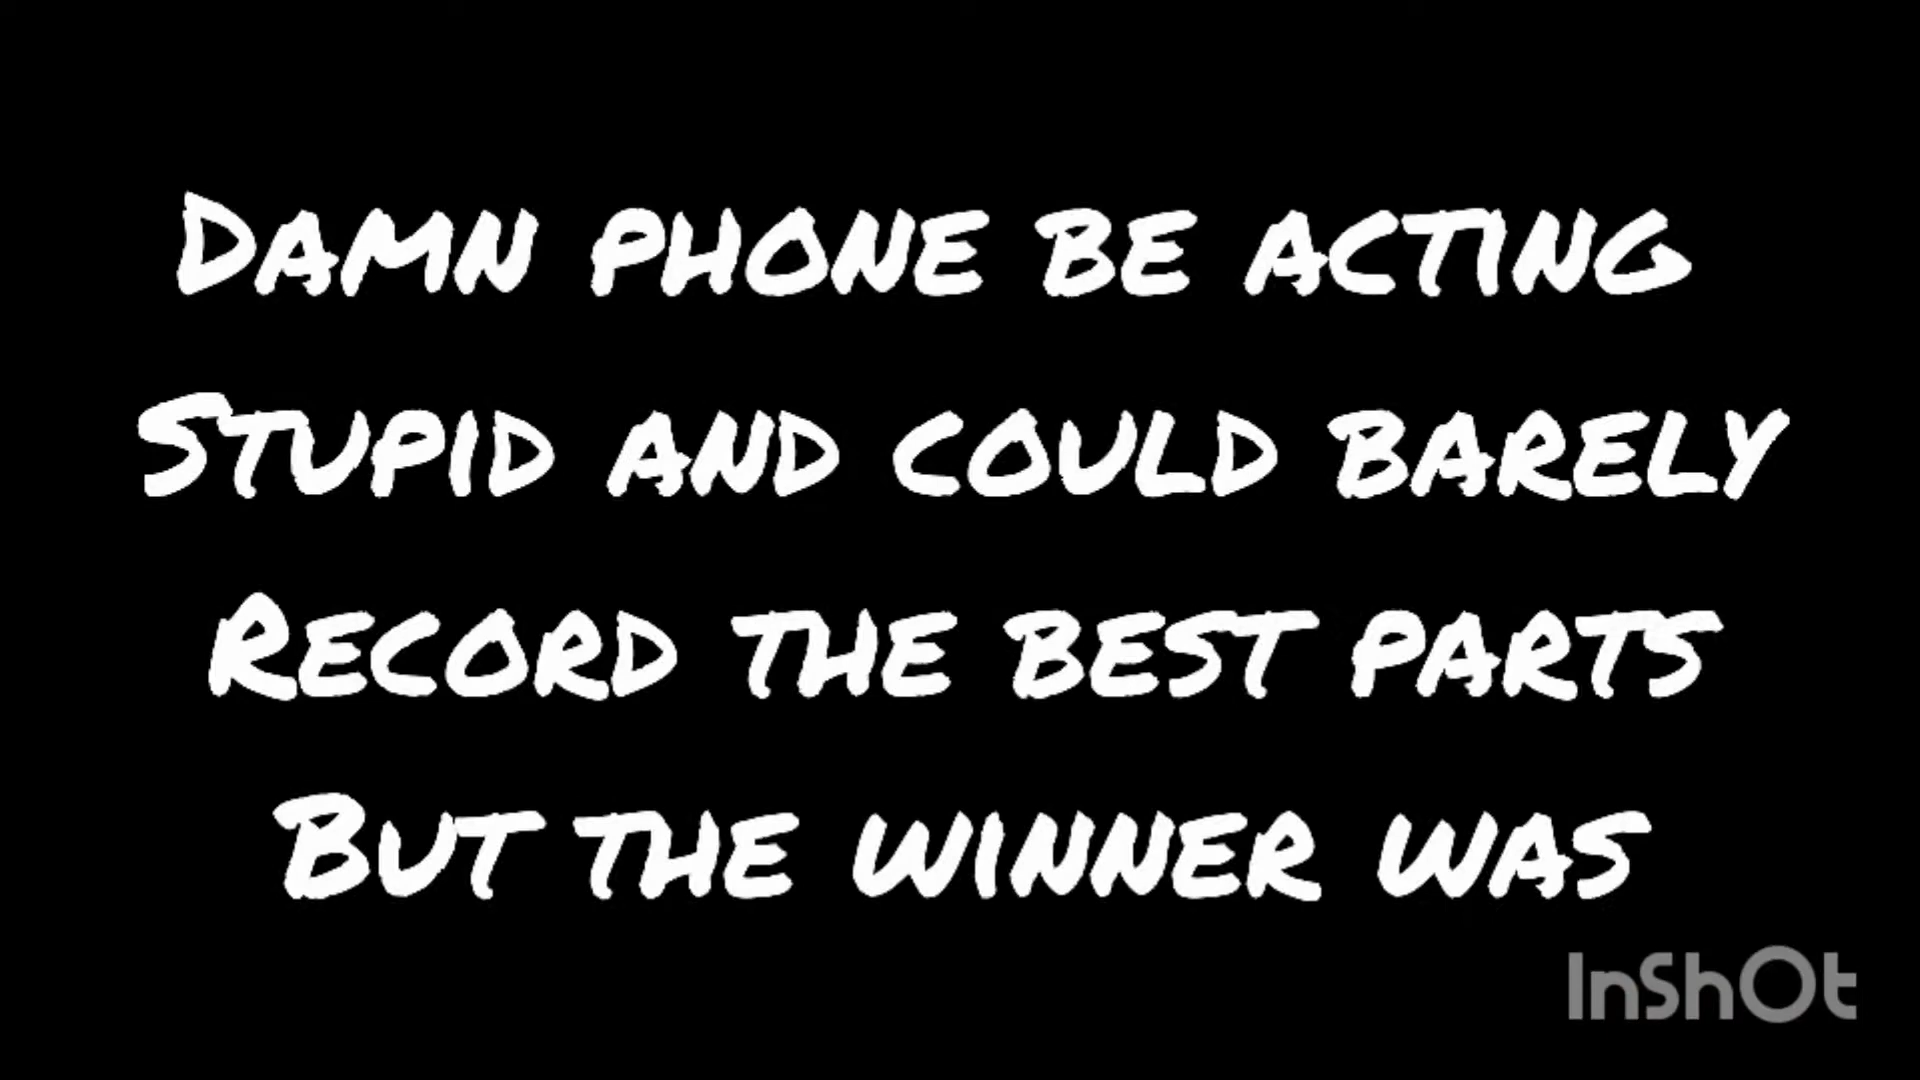 Damn phone be acting
Stupid and could barely
Record the best parts
But the winner was
InShOt